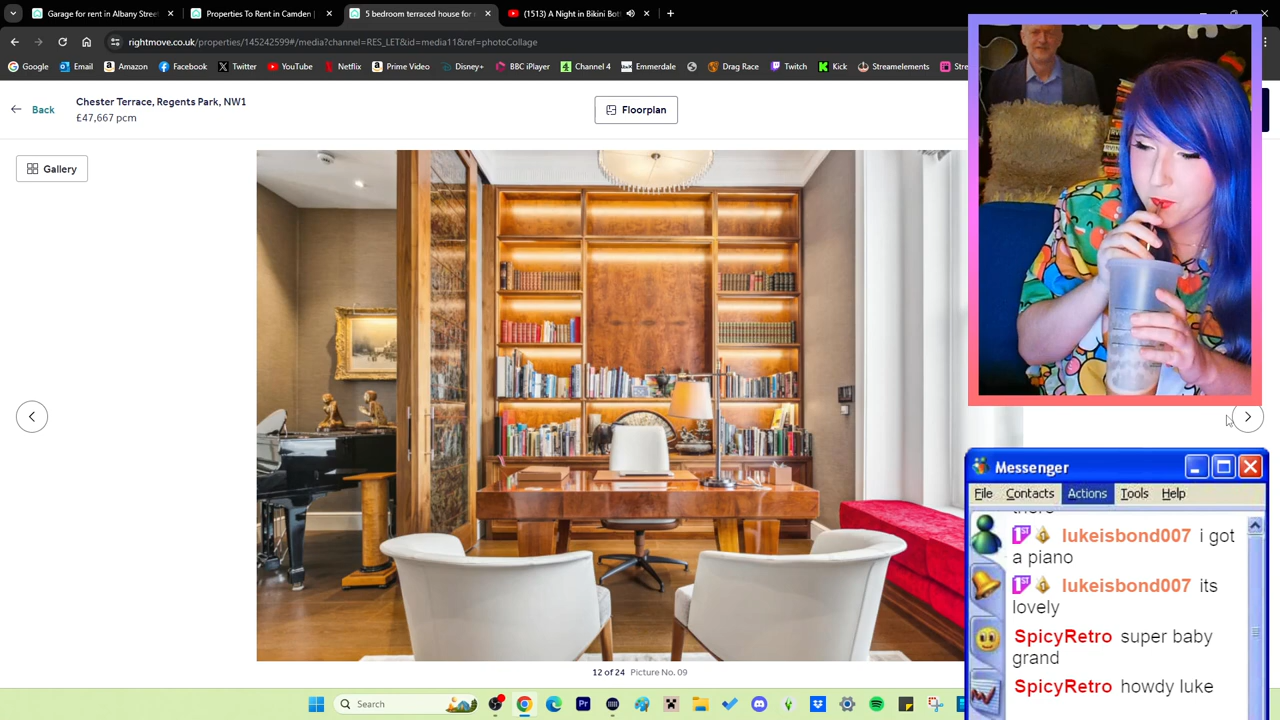 Garage for rent in Albany Stree
Properties To Rent in Camden
5 bedroom terraced house for
(1513) A Night in Bikini Bot
rightmove.co.uk/properties/145242599#/media?channel=RES_LET&id=media11&ref=photoCollage
Google
Email
Amazon
Facebook
Twitter
YouTube
Netflix
Prime Video
Disney+
BBC iPlayer
Channel 4
Emmerdale
Drag Race
Twitch
Kick
Streamelements
Back
Chester Terrace, Regents Park, NW1
£47,667 pcm
Floorplan
Gallery
12 of 24 Picture No. 09
Messenger
File Contacts Actions Tools Help
1ST lukeisbond007 i got
a piano
1ST lukeisbond007 its
lovely
SpicyRetro super baby
grand
SpicyRetro howdy luke
Search